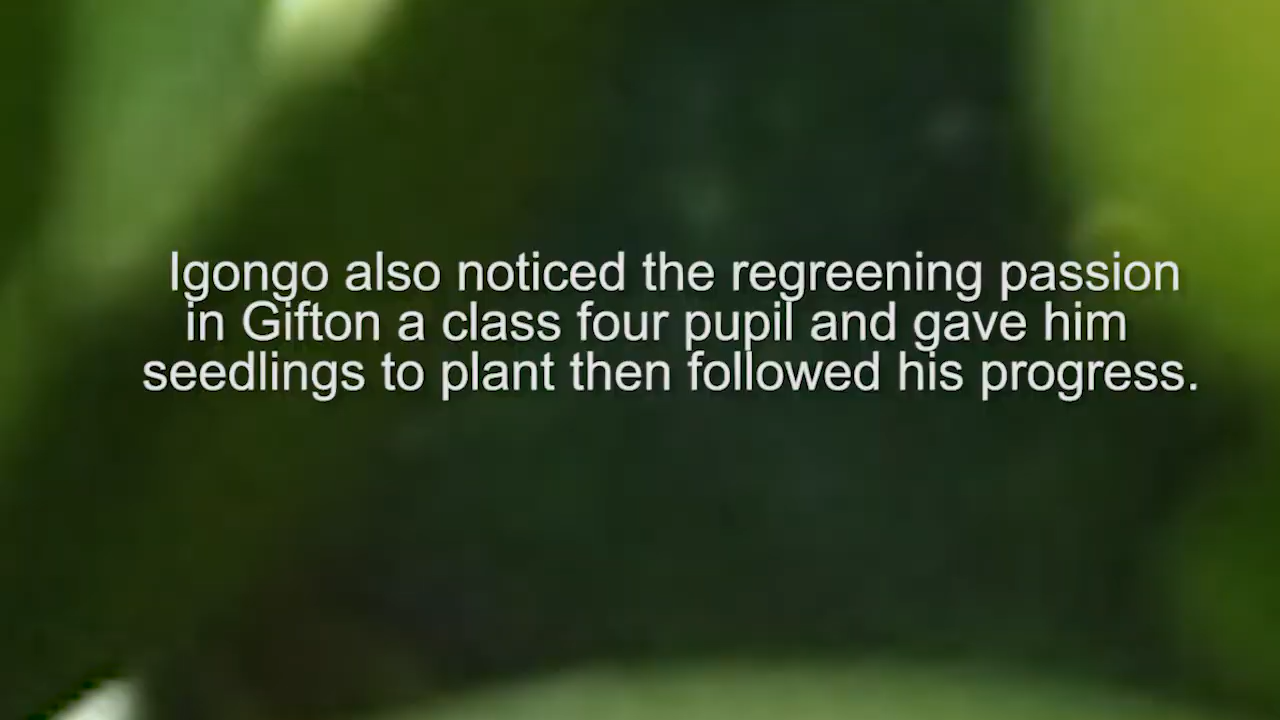 Igongo also noticed the regreening passion
in Gifton a class four pupil and gave him
seedlings to plant then followed his progress.